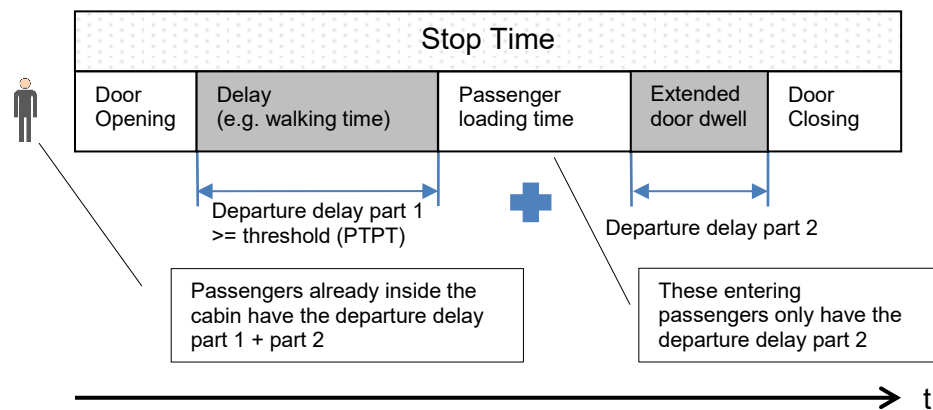 Stop Time
Door
Opening
Delay
(e.g. walking time)
Passenger
loading time
Extended
door dwell
Door
Closing
Departure delay part 1
>= threshold (PTPT)
Departure delay part 2
Passengers already inside the
cabin have the departure delay
part 1 + part 2
These entering
passengers only have the
departure delay part 2
t